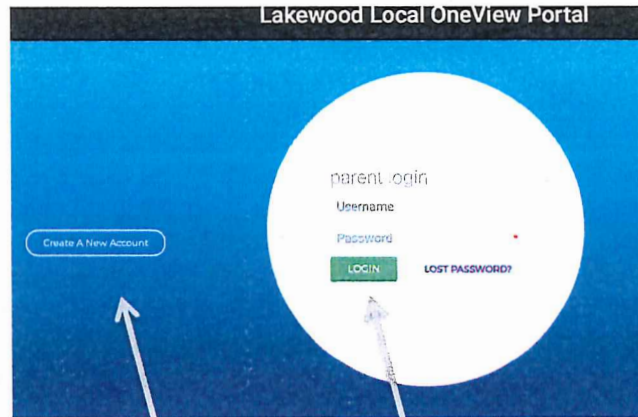 Lakewood Local OneView Portal
parent login
Username
Password
Create A New Account
LOGIN LOST PASSWORD?